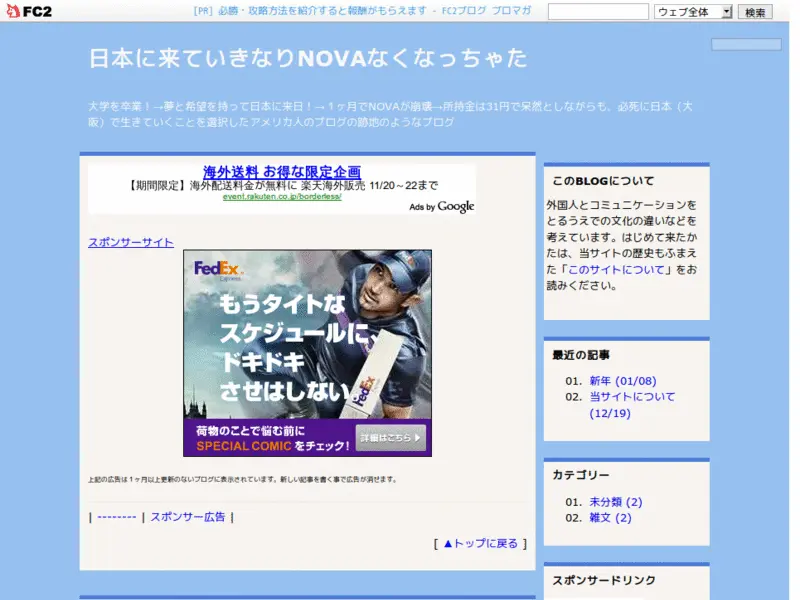 FC2
[PR] 必勝・攻略方法を紹介すると報酬がもらえます - FC2ブログ ブロマガ
ウェブ全体
検索
日本に来ていきなりNOVAなくなっちゃた
大学を卒業！→夢と希望を持って日本に来日！→１ヶ月でNOVAが崩壊→所持金は31円で呆然としながらも、必死に日本（大
阪）で生きていくことを選択したアメリカ人のブログの跡地のようなブログ
海外送料 お得な限定企画
【期間限定】海外配送料金が無料に 楽天海外販売 11/20～22まで
event.rakuten.co.jp/borderless/
Ads by Google
スポンサーサイト
FedEx
Express
もうタイトな
スケジュールに、
ドキドキ
させはしない。
FedEx
荷物のことで悩む前に
SPECIAL COMIC をチェック！
詳細はこちら
上記の広告は１ヶ月以上更新のないブログに表示されています。新しい記事を書く事で広告が消せます。
| -------- | スポンサー広告 |
[ ▲トップに戻る ]
このBLOGについて
外国人とコミュニケーションを
とるうえでの文化の違いなどを
考えています。はじめて来たか
たは、当サイトの歴史もふまえ
た「このサイトについて」をお
読みください。
最近の記事
01. 新年 (01/08)
02. 当サイトについて
(12/19)
カテゴリー
01. 未分類 (2)
02. 雑文 (2)
スポンサードリンク